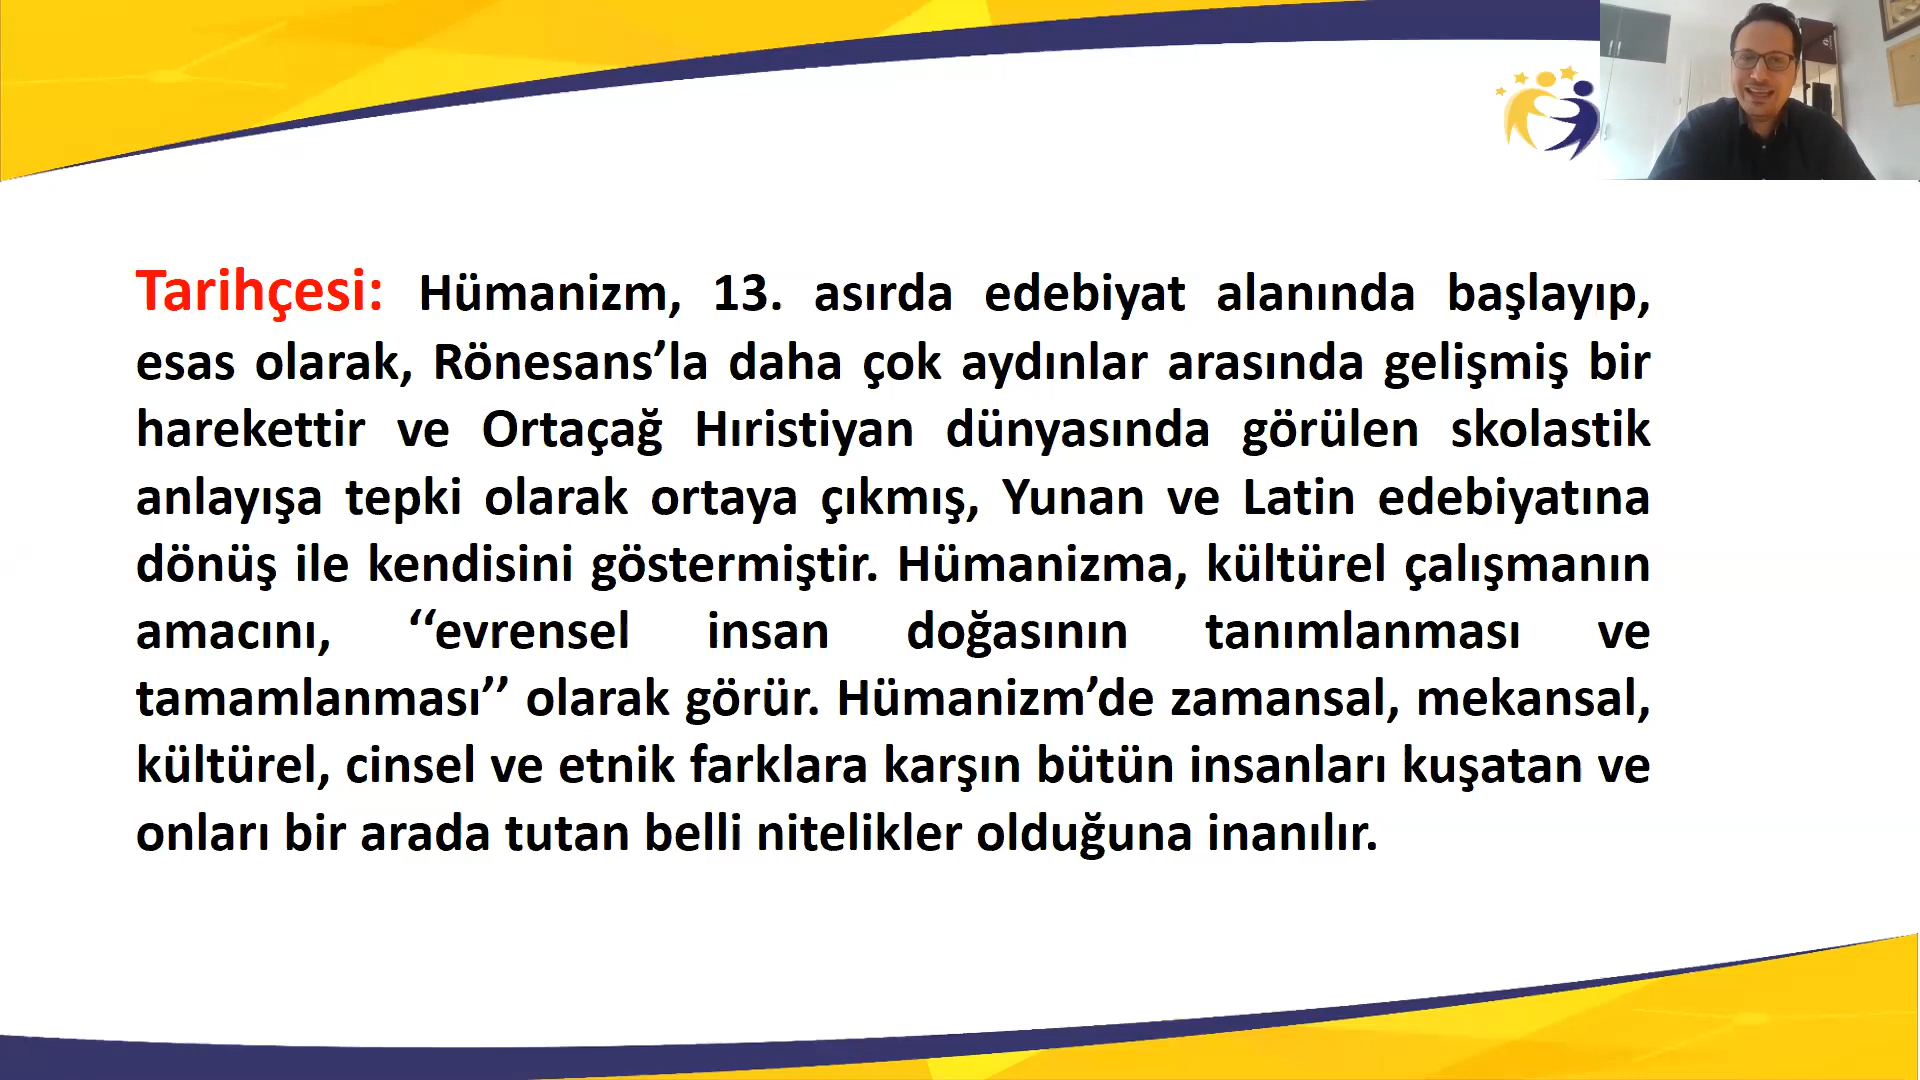 Tarihçesi: Hümanizm, 13. asırda edebiyat alanında başlayıp,
esas olarak, Rönesans’la daha çok aydınlar arasında gelişmiş bir
harekettir ve Ortaçağ Hıristiyan dünyasında görülen skolastik
anlayışa tepki olarak ortaya çıkmış, Yunan ve Latin edebiyatına
dönüş ile kendisini göstermiştir. Hümanizma, kültürel çalışmanın
amacını, ‘‘evrensel insan doğasının tanımlanması ve
tamamlanması’’ olarak görür. Hümanizm’de zamansal, mekansal,
kültürel, cinsel ve etnik farklara karşın bütün insanları kuşatan ve
onları bir arada tutan belli nitelikler olduğuna inanılır.